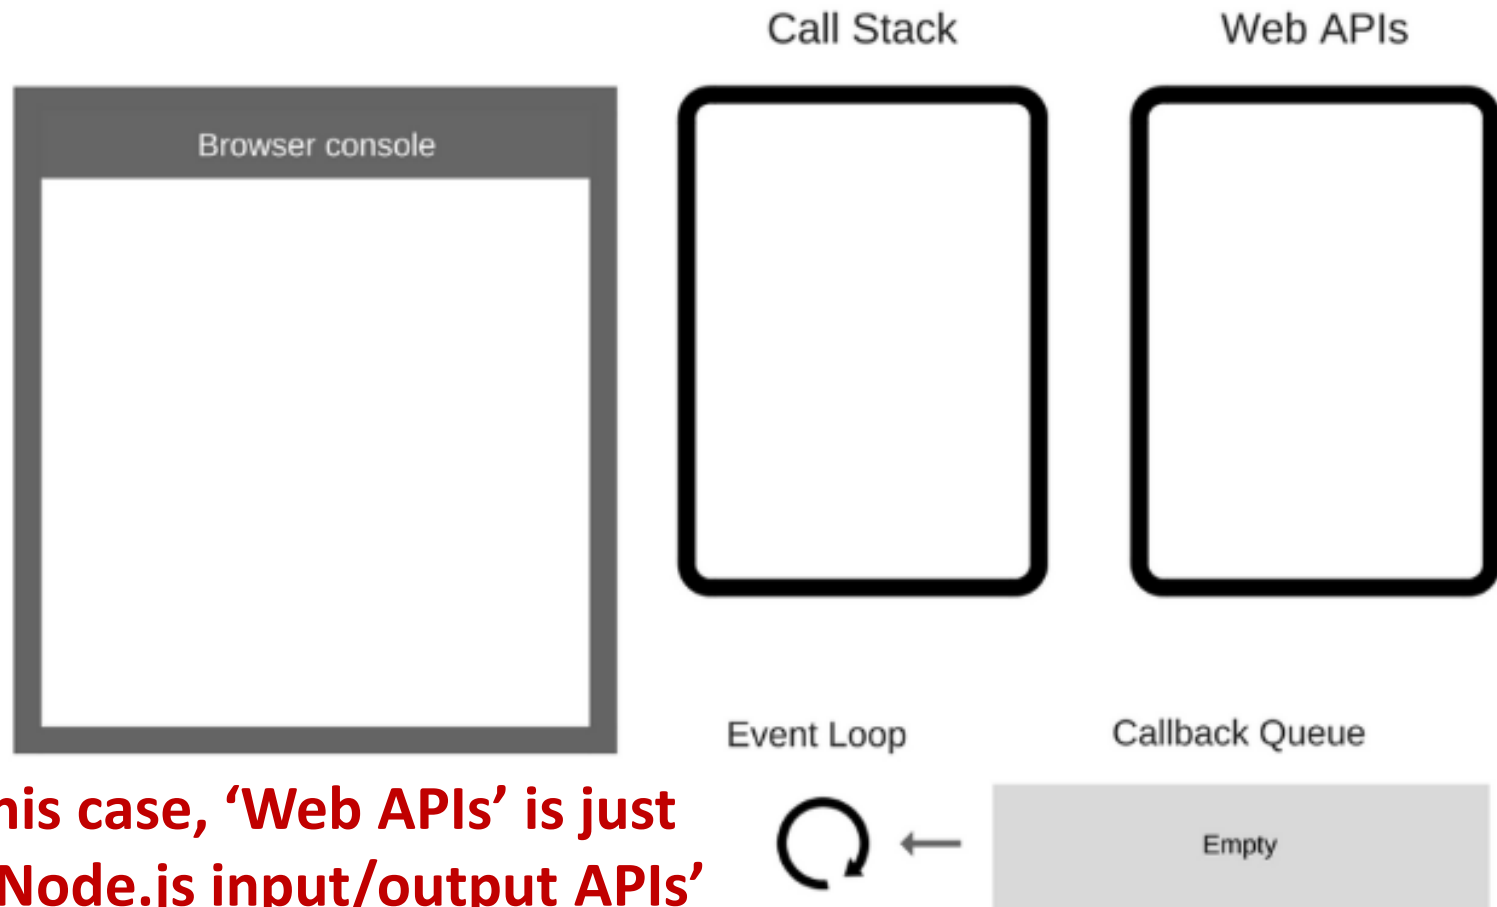 Call Stack
Web APIs
Browser console
Event Loop
Callback Queue
his case, ‘Web APIs’ is just
Node.js input/output APIs’
Empty